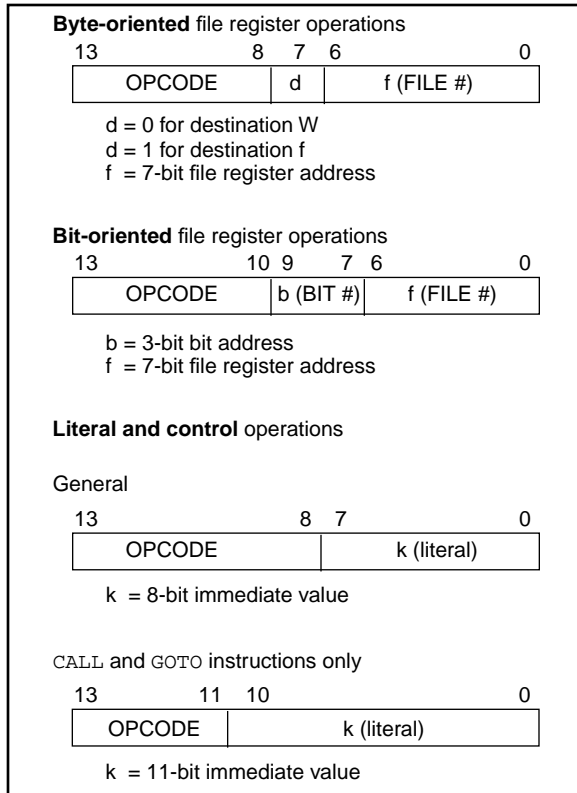 Byte-oriented file register operations
13 8 7 6 0
OPCODE d f (FILE #)
d = 0 for destination W
d = 1 for destination f
f = 7-bit file register address
Bit-oriented file register operations
13 10 9 7 6 0
OPCODE b (BIT #) f (FILE #)
b = 3-bit bit address
f = 7-bit file register address
Literal and control operations
General
13 8 7 0
OPCODE k (literal)
k = 8-bit immediate value
CALL and GOTO instructions only
13 11 10 0
OPCODE k (literal)
k = 11-bit immediate value